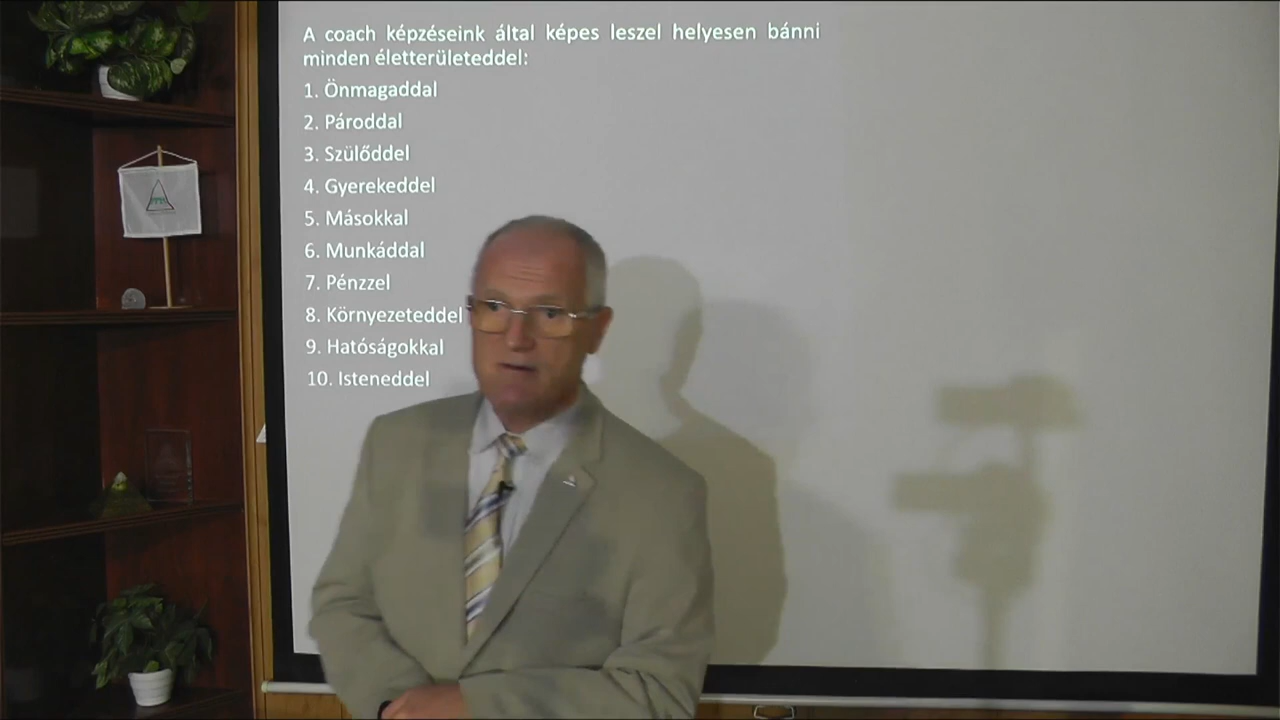 A coach képzéseink által képes leszel helyesen bánni
minden életterületeddel:
1. Önmagaddal
2. Pároddal
3. Szülőddel
4. Gyerekeddel
5. Másokkal
6. Munkáddal
7. Pénzzel
8. Környezeteddel
9. Hatóságokkal
10. Isteneddel